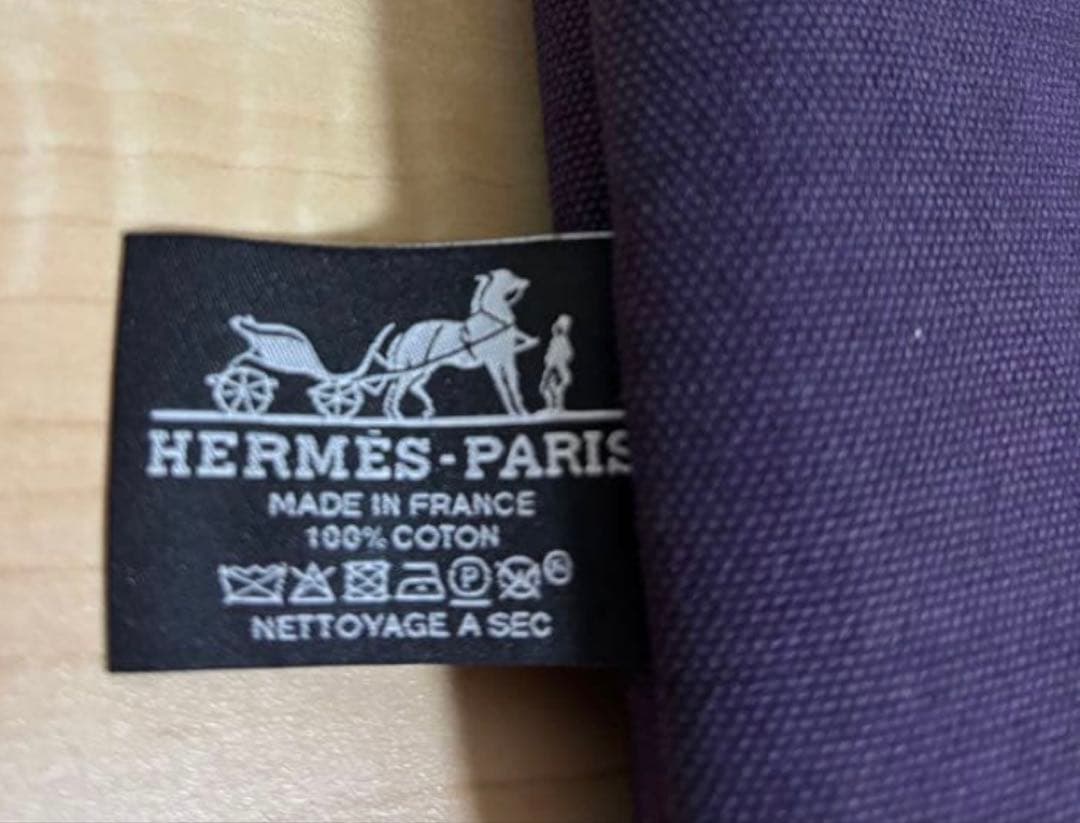 HERMÈS-PARIS
MADE IN FRANCE
100% COTON
P
NETTOYAGE A SEC